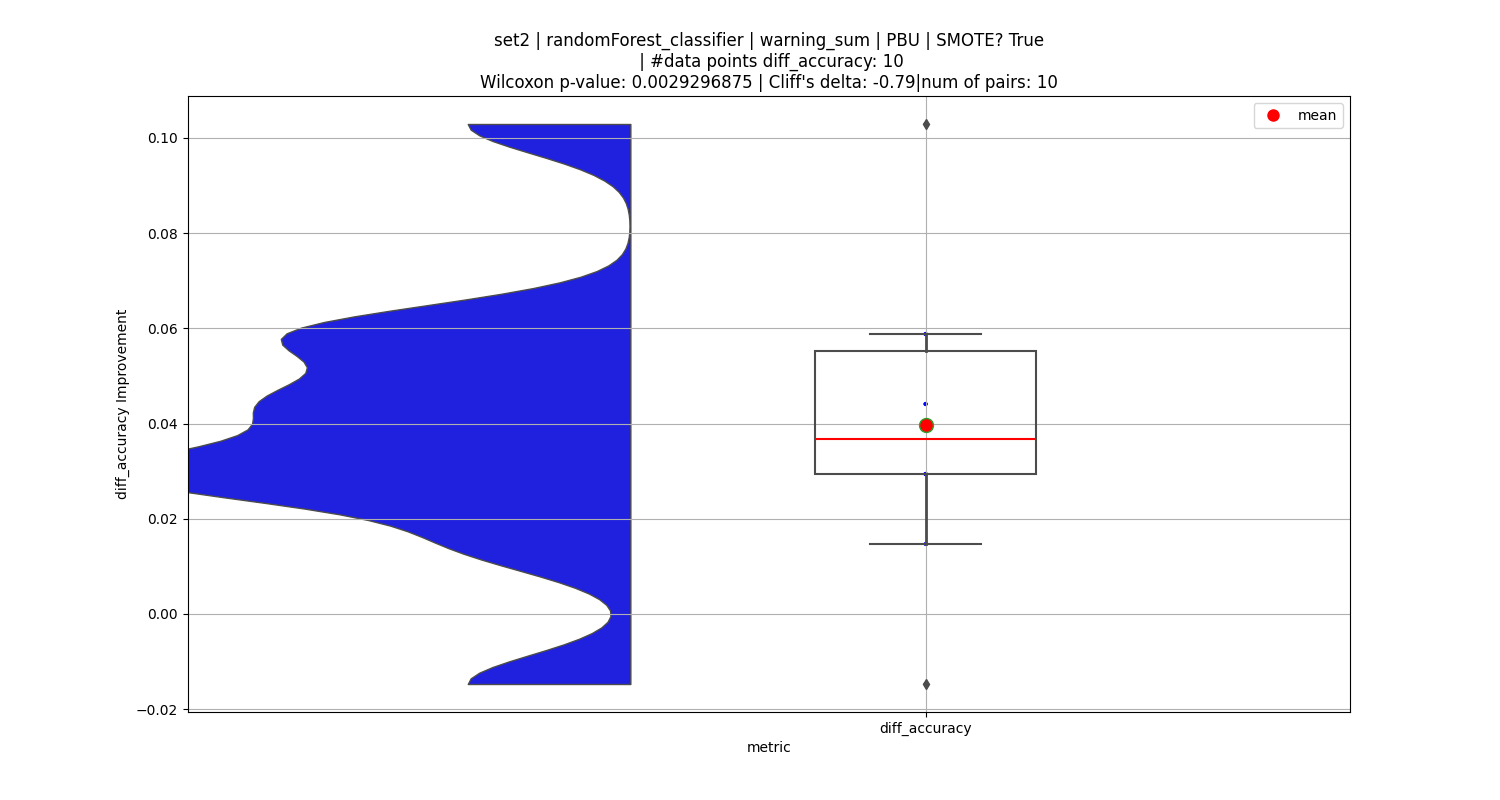 set2 | randomForest_classifier | warning_sum | PBU | SMOTE? True
| #data points diff_accuracy: 10
Wilcoxon p-value: 0.0029296875 | Cliff's delta: -0.79|num of pairs: 10
mean
0.10
0.08
0.06
0.04
0.02
0.00
−0.02
diff_accuracy Improvement
diff_accuracy
metric